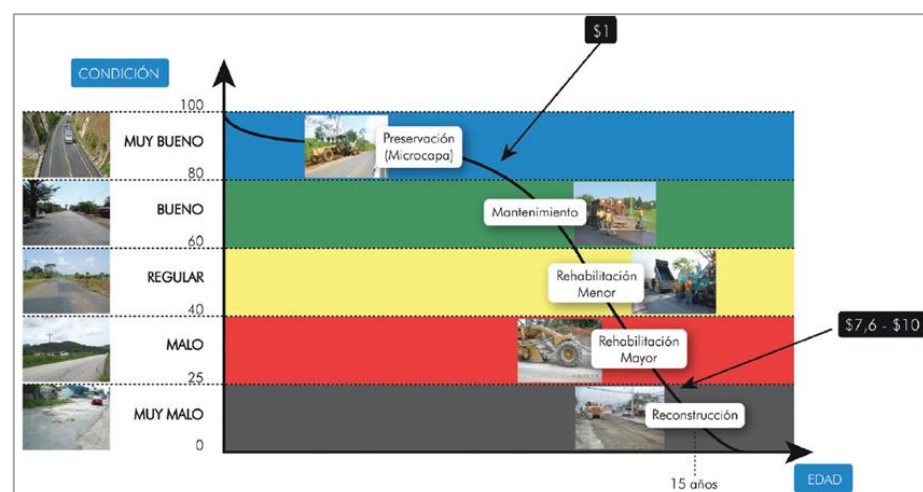 $1
CONDICIÓN
100
MUY BUENO
Preservación
(Microcapa)
80
BUENO
Mantenimiento
60
REGULAR
Rehabilitación
Menor
40
$7,6 - $10
MALO
Rehabilitación
Mayor
25
MUY MALO
Reconstrucción
0
15 años
EDAD